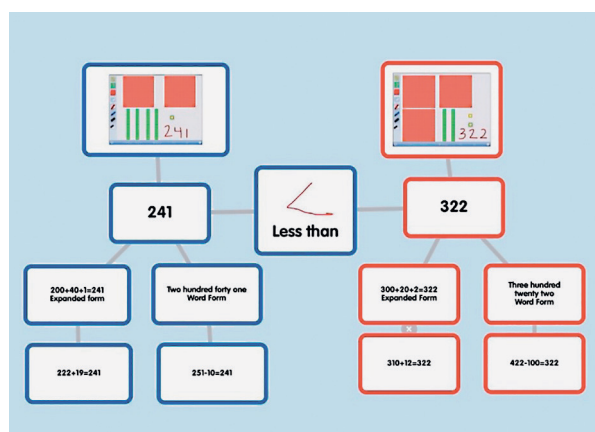 241
322
241
Less than
322
200+40+1=241
Expanded form
Two hundred forty one
Word Form
300+20+2=322
Expanded Form
Three hundred
twenty two
Word Form
222+19=241
251-10=241
310+12=322
422-100=322